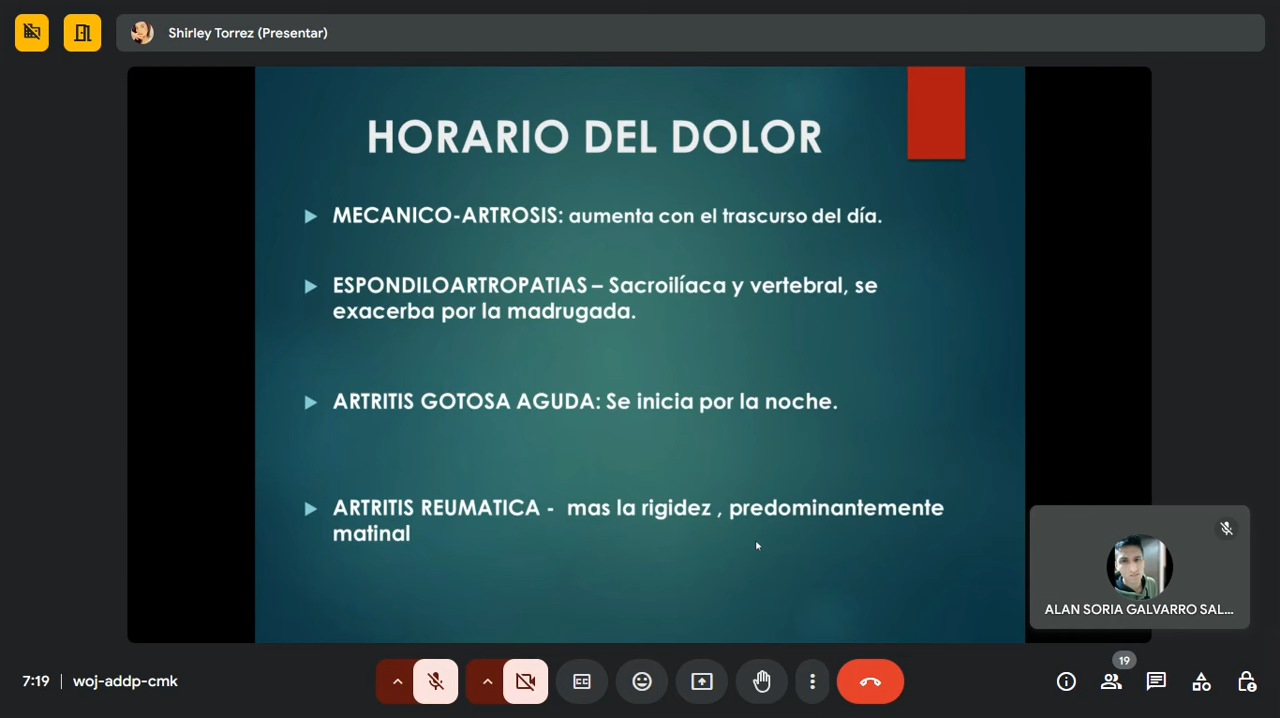 Shirley Torrez (Presentar)
HORARIO DEL DOLOR
MECANICO-ARTROSIS: aumenta con el trascurso del día.
ESPONDILOARTROPATIAS – Sacroilíaca y vertebral, se
exacerba por la madrugada.
ARTRITIS GOTOSA AGUDA: Se inicia por la noche.
ARTRITIS REUMATICA - mas la rigidez , predominantemente
matinal
ALAN SORIA GALVARRO SAL...
19
7:19 | woj-addp-cmk